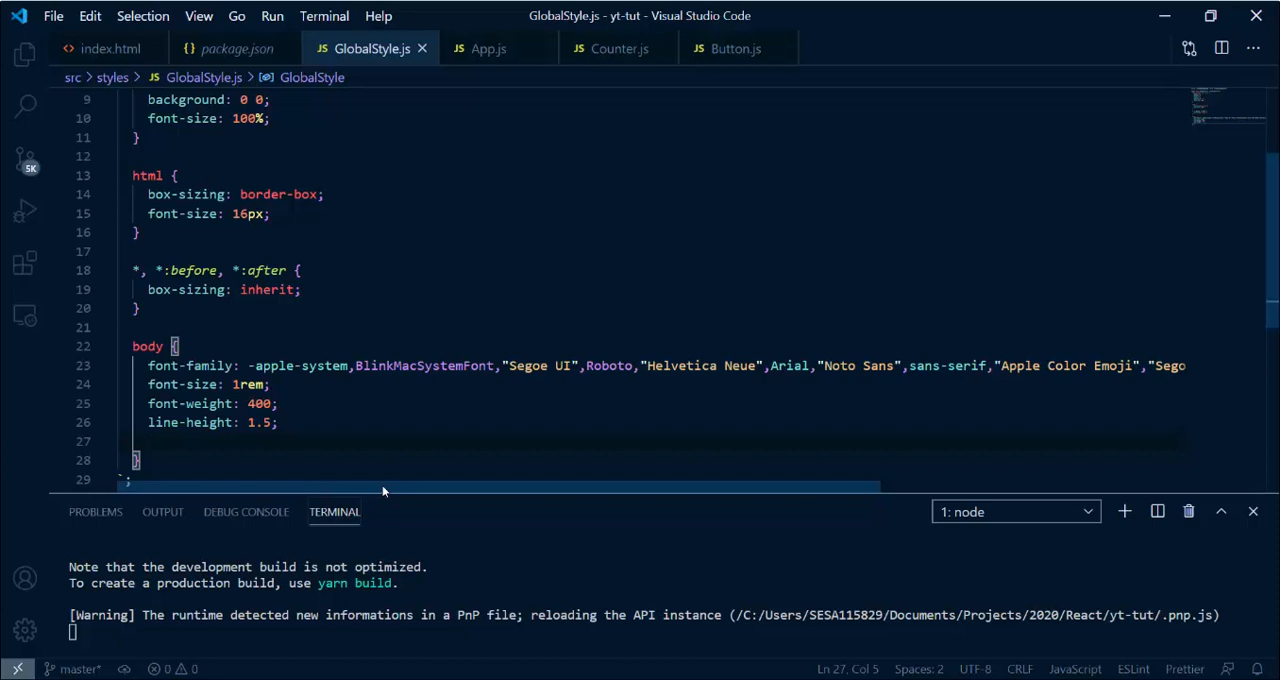 File Edit Selection View Go Run Terminal Help GlobalStyle.js - yt-tut - Visual Studio Code
<> index.html {} package.json JS GlobalStyle.js JS App.js JS Counter.js JS Button.js
src > styles > JS GlobalStyle.js > GlobalStyle
9 background: 0 0;
10 font-size: 100%;
11 }
12
13 html {
14 box-sizing: border-box;
15 font-size: 16px;
16 }
17
18 *, *:before, *:after {
19 box-sizing: inherit;
20 }
21
22 body {
23 font-family: -apple-system,BlinkMacSystemFont,"Segoe UI",Roboto,"Helvetica Neue",Arial,"Noto Sans",sans-serif,"Apple Color Emoji","Sego
24 font-size: 1rem;
25 font-weight: 400;
26 line-height: 1.5;
27
28 }
29 `;
5K
PROBLEMS OUTPUT DEBUG CONSOLE TERMINAL 1: node
Note that the development build is not optimized.
To create a production build, use yarn build.
[Warning] The runtime detected new informations in a PnP file; reloading the API instance (/C:/Users/SESA115829/Documents/Projects/2020/React/yt-tut/.pnp.js)
master* 0 0 Ln 27, Col 5 Spaces: 2 UTF-8 CRLF JavaScript ESLint Prettier